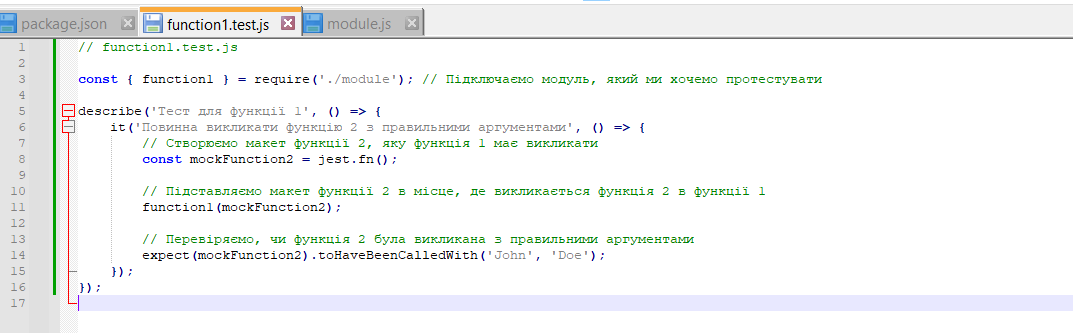 package.json function1.test.js module.js
1 // function1.test.js
2
3 const { function1 } = require('./module'); // Підключаємо модуль, який ми хочемо протестувати
4
5 describe('Тест для функції 1', () => {
6 it('Повинна викликати функцію 2 з правильними аргументами', () => {
7 // Створюємо макет функції 2, яку функція 1 має викликати
8 const mockFunction2 = jest.fn();
9
10 // Підставляємо макет функції 2 в місце, де викликається функція 2 в функції 1
11 function1(mockFunction2);
12
13 // Перевіряємо, чи функція 2 була викликана з правильними аргументами
14 expect(mockFunction2).toHaveBeenCalledWith('John', 'Doe');
15 });
16 });
17